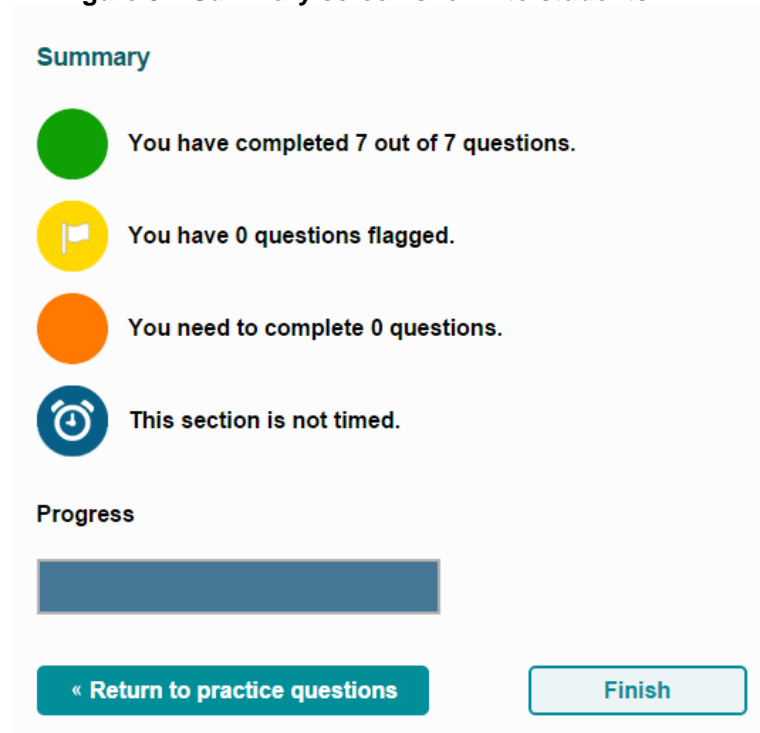 Summary
You have completed 7 out of 7 questions.
You have 0 questions flagged.
You need to complete 0 questions.
This section is not timed.
Progress
« Return to practice questions
Finish